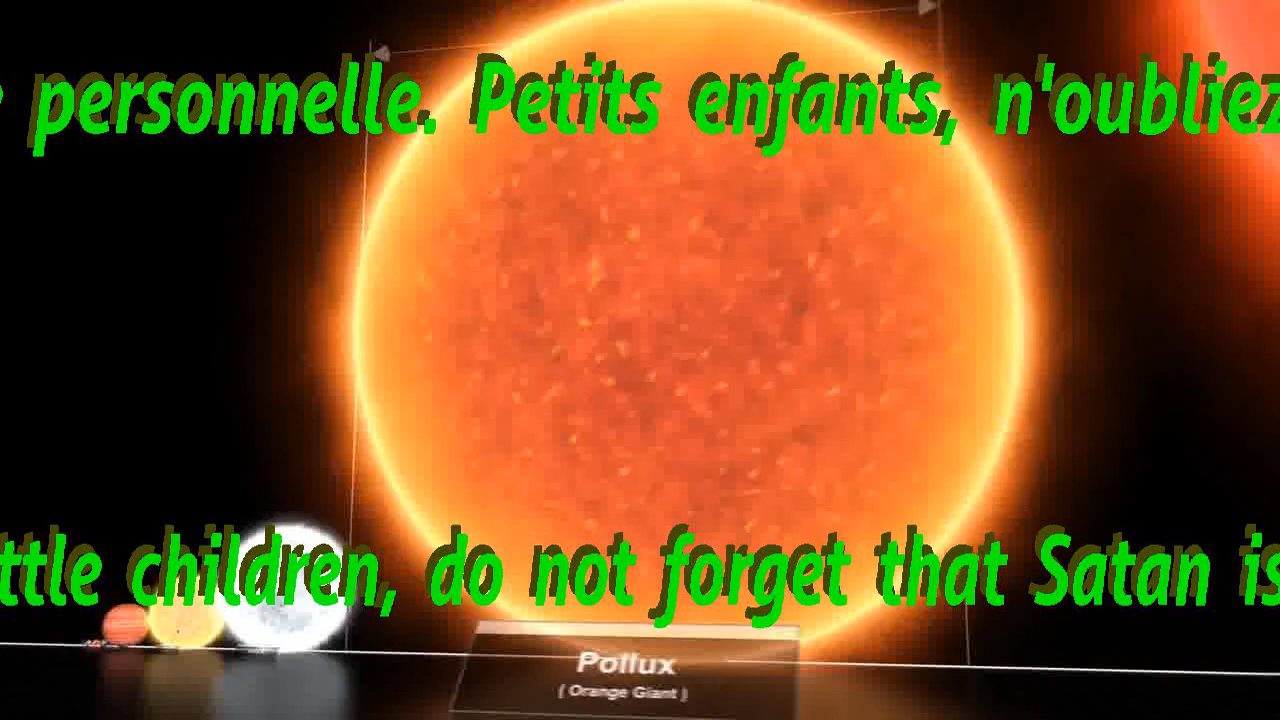 personnelle. Petits enfants, n'oubliez
ttle children, do not forget that Satan is
Pollux
( Orange Giant )